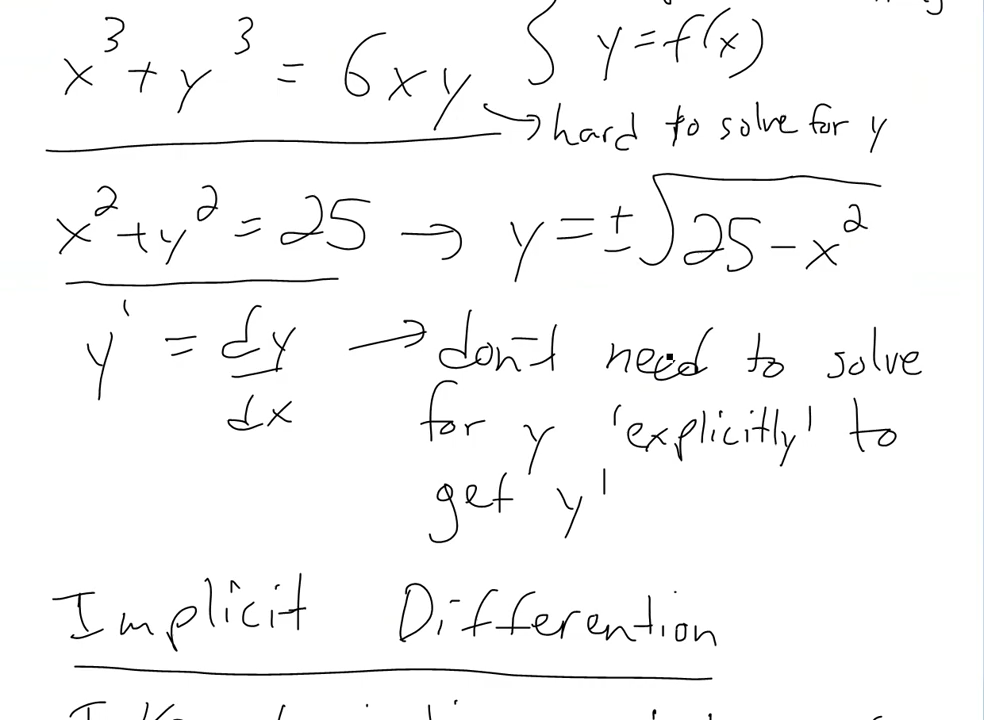 x³ + y³ = 6xy { y = f(x)
→ hard to solve for y
x² + y² = 25 → y = ±√(25 − x²)
y' = dy/dx → don't need to solve
for y 'explicitly' to
get y'
Implicit Differention